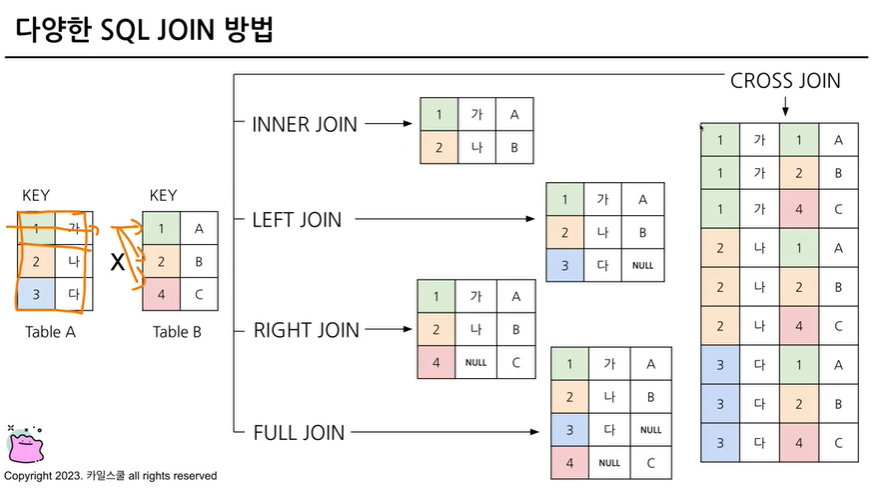 다양한 SQL JOIN 방법
CROSS JOIN
INNER JOIN
1 가 A
2 나 B
KEY
1 가
2 나
3 다
Table A
X
KEY
1 A
2 B
4 C
Table B
LEFT JOIN
1 가 A
2 나 B
3 다 NULL
RIGHT JOIN
1 가 A
2 나 B
4 NULL C
FULL JOIN
1 가 A
2 나 B
3 다 NULL
4 NULL C
1 가 1 A
1 가 2 B
1 가 4 C
2 나 1 A
2 나 2 B
2 나 4 C
3 다 1 A
3 다 2 B
3 다 4 C
Copyright 2023. 카일스쿨 all rights reserved